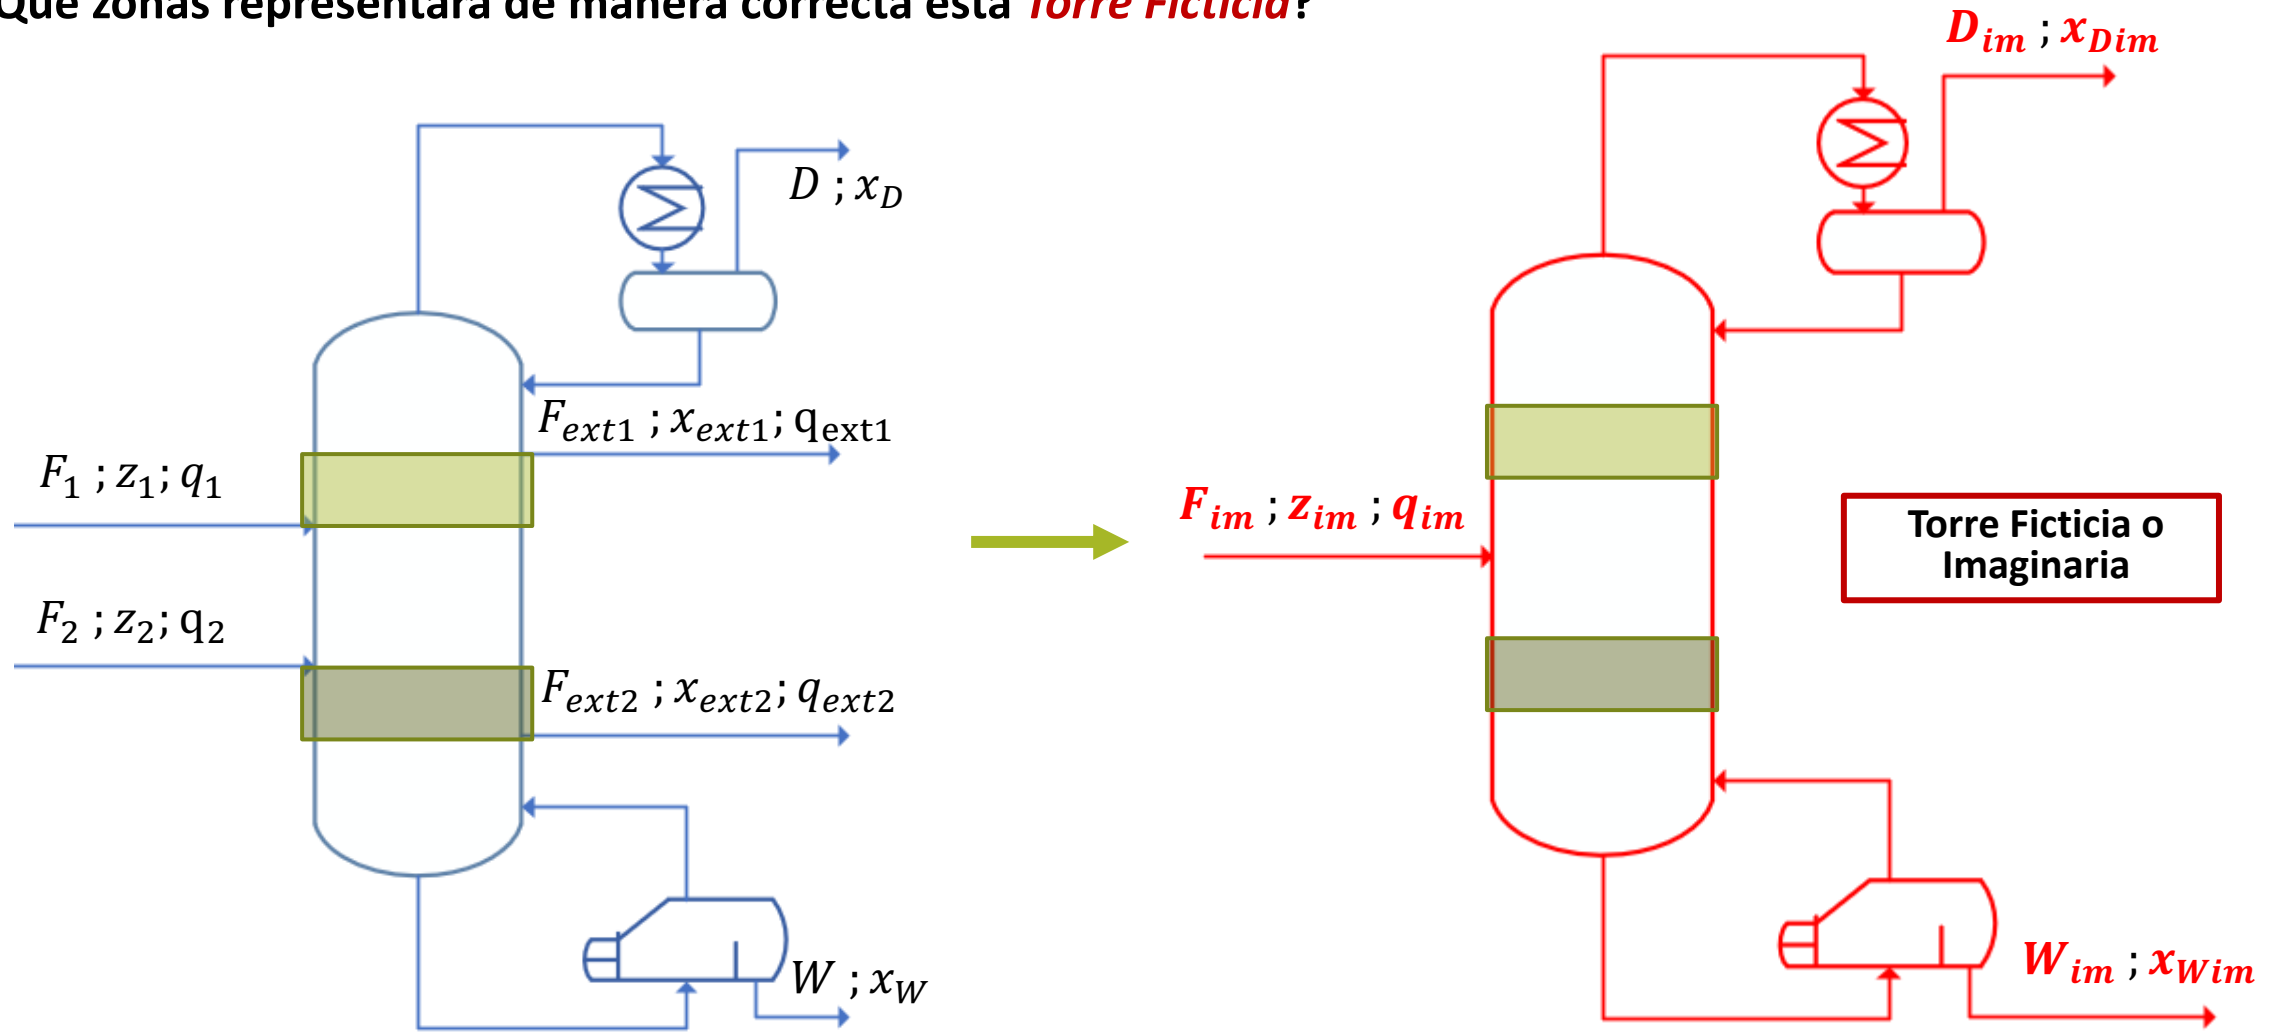 Que zonas representará de manera correcta esta Torre Ficticia?
D_im ; x_Dim
D ; x_D
F_ext1 ; x_ext1; q_ext1
F_1 ; z_1; q_1
F_im ; z_im ; q_im
Torre Ficticia o
Imaginaria
F_2 ; z_2; q_2
F_ext2 ; x_ext2; q_ext2
W ; x_W
W_im ; x_Wim